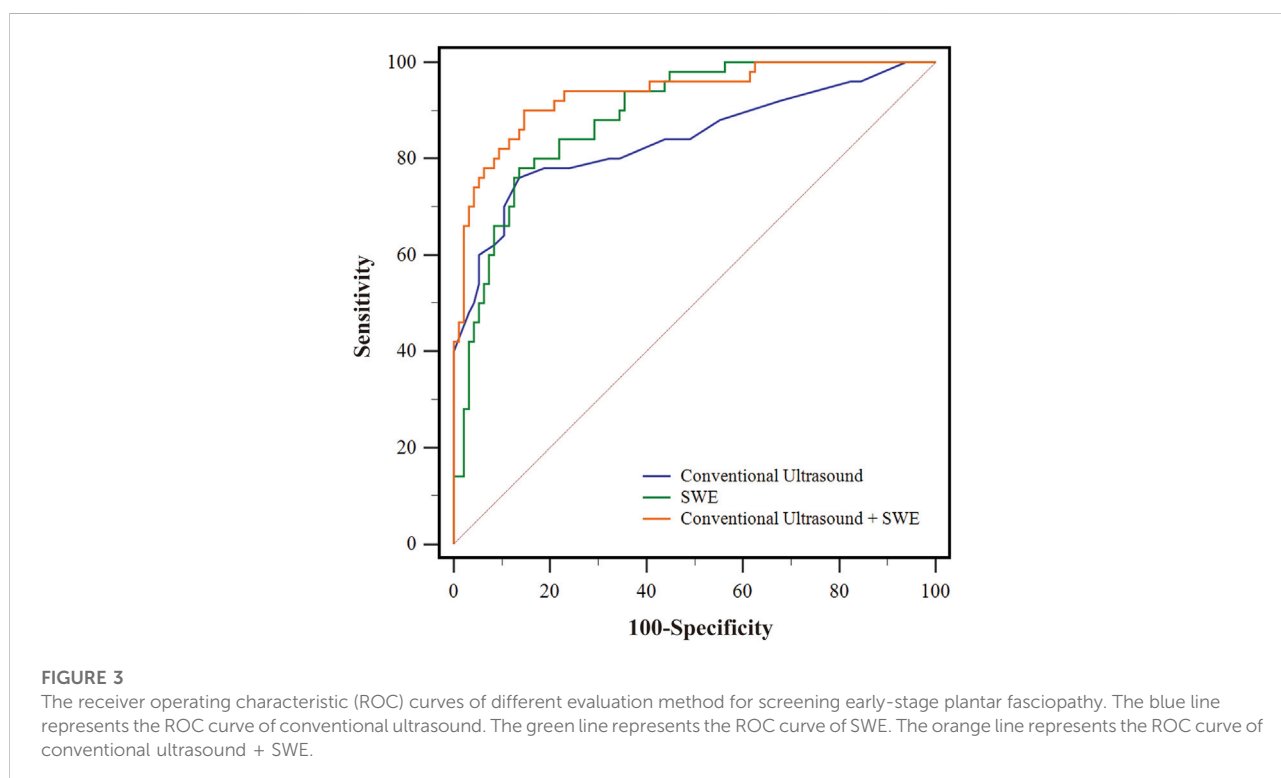 100
80
60
40
20
0
Sensitivity
Conventional Ultrasound
SWE
Conventional Ultrasound + SWE
0 20 40 60 80 100
100-Specificity
FIGURE 3
The receiver operating characteristic (ROC) curves of different evaluation method for screening early-stage plantar fasciopathy. The blue line
represents the ROC curve of conventional ultrasound. The green line represents the ROC curve of SWE. The orange line represents the ROC curve of
conventional ultrasound + SWE.